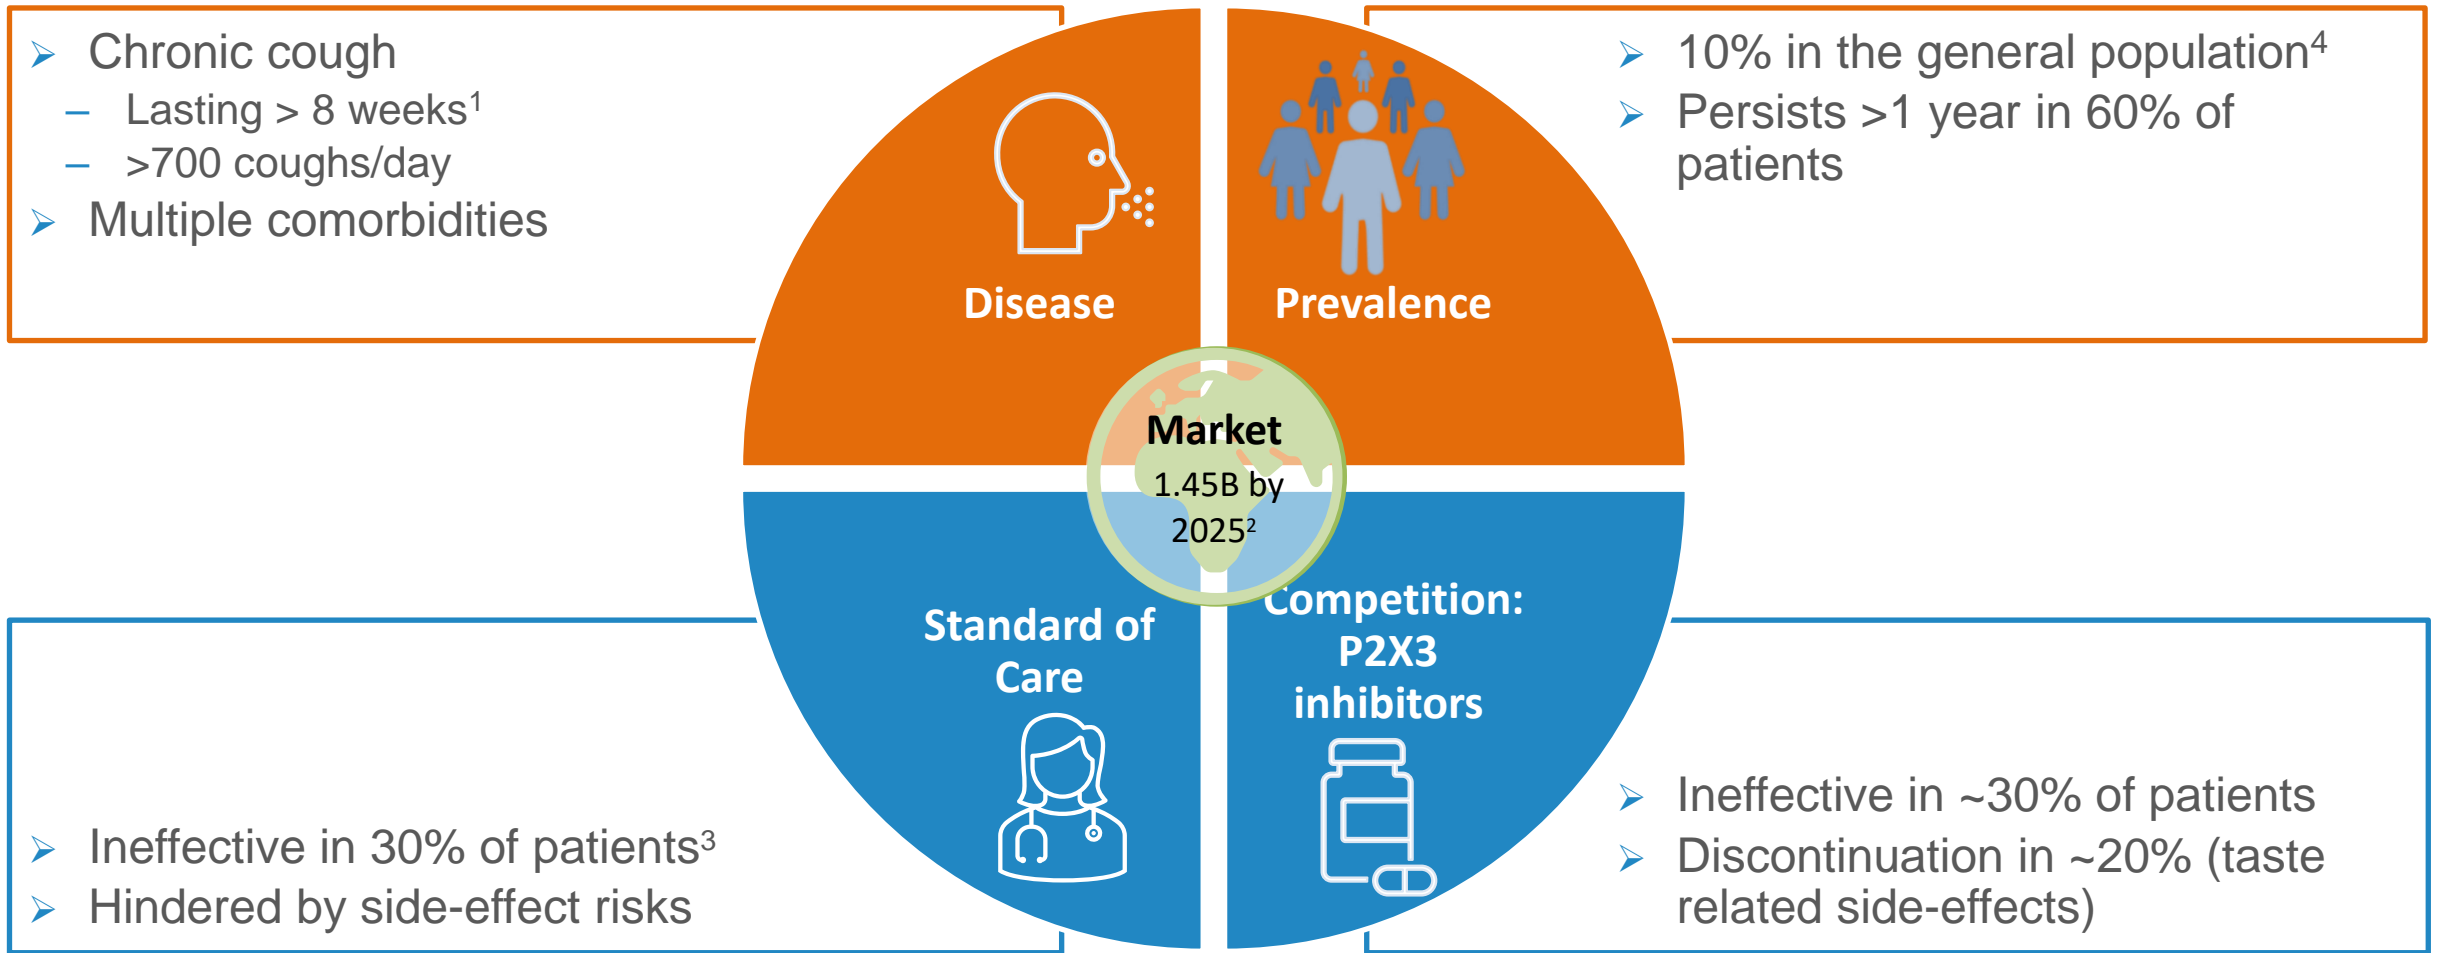 ➢ Chronic cough
– Lasting > 8 weeks¹
– >700 coughs/day
➢ Multiple comorbidities
Disease
Prevalence
➢ 10% in the general population⁴
➢ Persists >1 year in 60% of
patients
Market
1.45B by
2025²
Standard of
Care
➢ Ineffective in 30% of patients³
➢ Hindered by side-effect risks
Competition:
P2X3
inhibitors
➢ Ineffective in ~30% of patients
➢ Discontinuation in ~20% (taste
related side-effects)